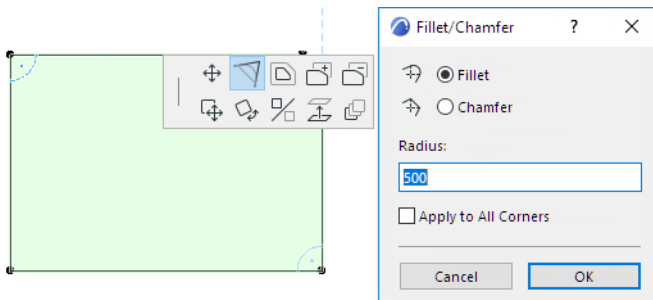 Fillet/Chamfer
?
Fillet
Chamfer
Radius:
500
Apply to All Corners
Cancel
OK